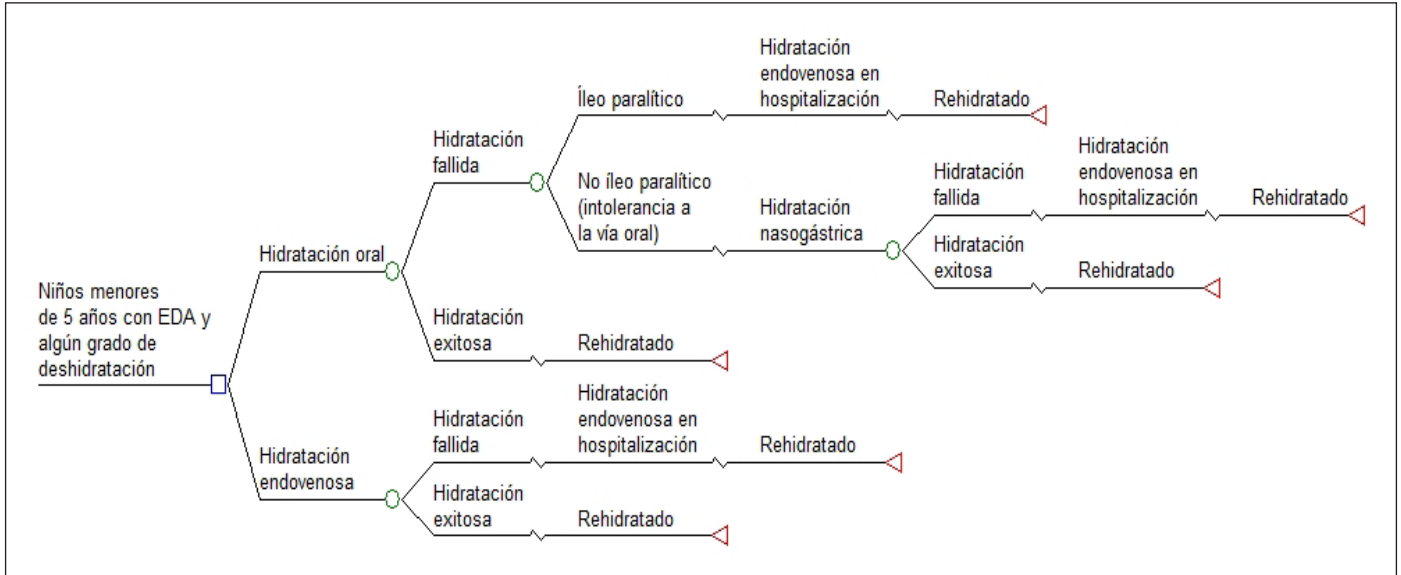 Hidratación
endovenosa en
hospitalización
Íleo paralítico
Rehidratado
Hidratación
fallida
No íleo paralítico
(intolerancia a
la vía oral)
Hidratación
nasogástrica
Hidratación
fallida
Hidratación
endovenosa en
hospitalización
Rehidratado
Hidratación
exitosa
Rehidratado
Hidratación oral
Niños menores
de 5 años con EDA y
algún grado de
deshidratación
Hidratación
exitosa
Rehidratado
Hidratación
fallida
Hidratación
endovenosa en
hospitalización
Rehidratado
Hidratación
endovenosa
Hidratación
exitosa
Rehidratado